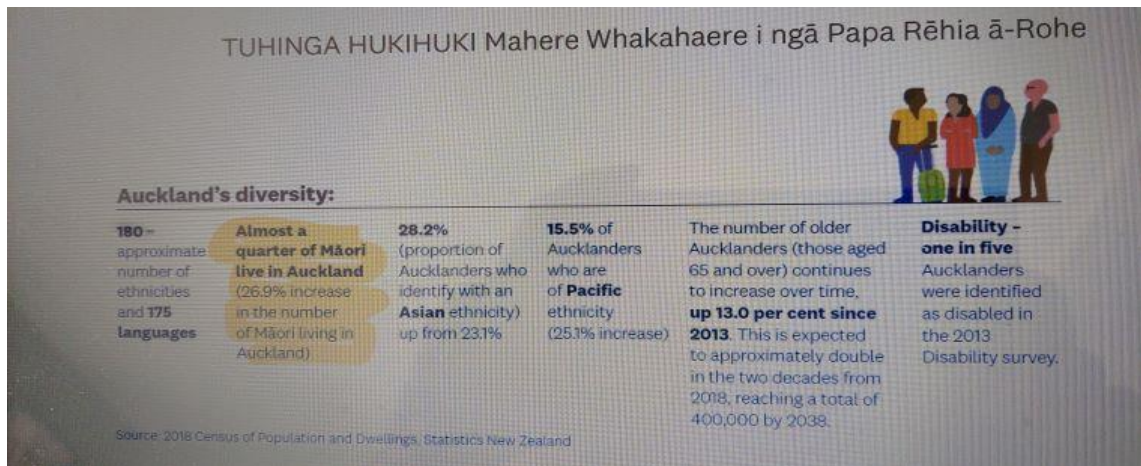 TUHINGA HUKIHUKI Mahere Whakahaere i ngā Papa Rēhia ā-Rohe
Auckland's diversity:
180 –
approximate
number of
ethnicities
and 175
languages
Almost a
quarter of Māori
live in Auckland
(26.9% increase
in the number
of Māori living in
Auckland)
28.2%
(proportion of
Aucklanders who
identify with an
Asian ethnicity)
up from 23.1%
15.5% of
Aucklanders
who are
of Pacific
ethnicity
(25.1% increase)
The number of older
Aucklanders (those aged
65 and over) continues
to increase over time,
up 13.0 per cent since
2013. This is expected
to approximately double
in the two decades from
2018, reaching a total of
400,000 by 2038.
Disability –
one in five
Aucklanders
were identified
as disabled in
the 2013
Disability survey.
Source: 2018 Census of Population and Dwellings, Statistics New Zealand